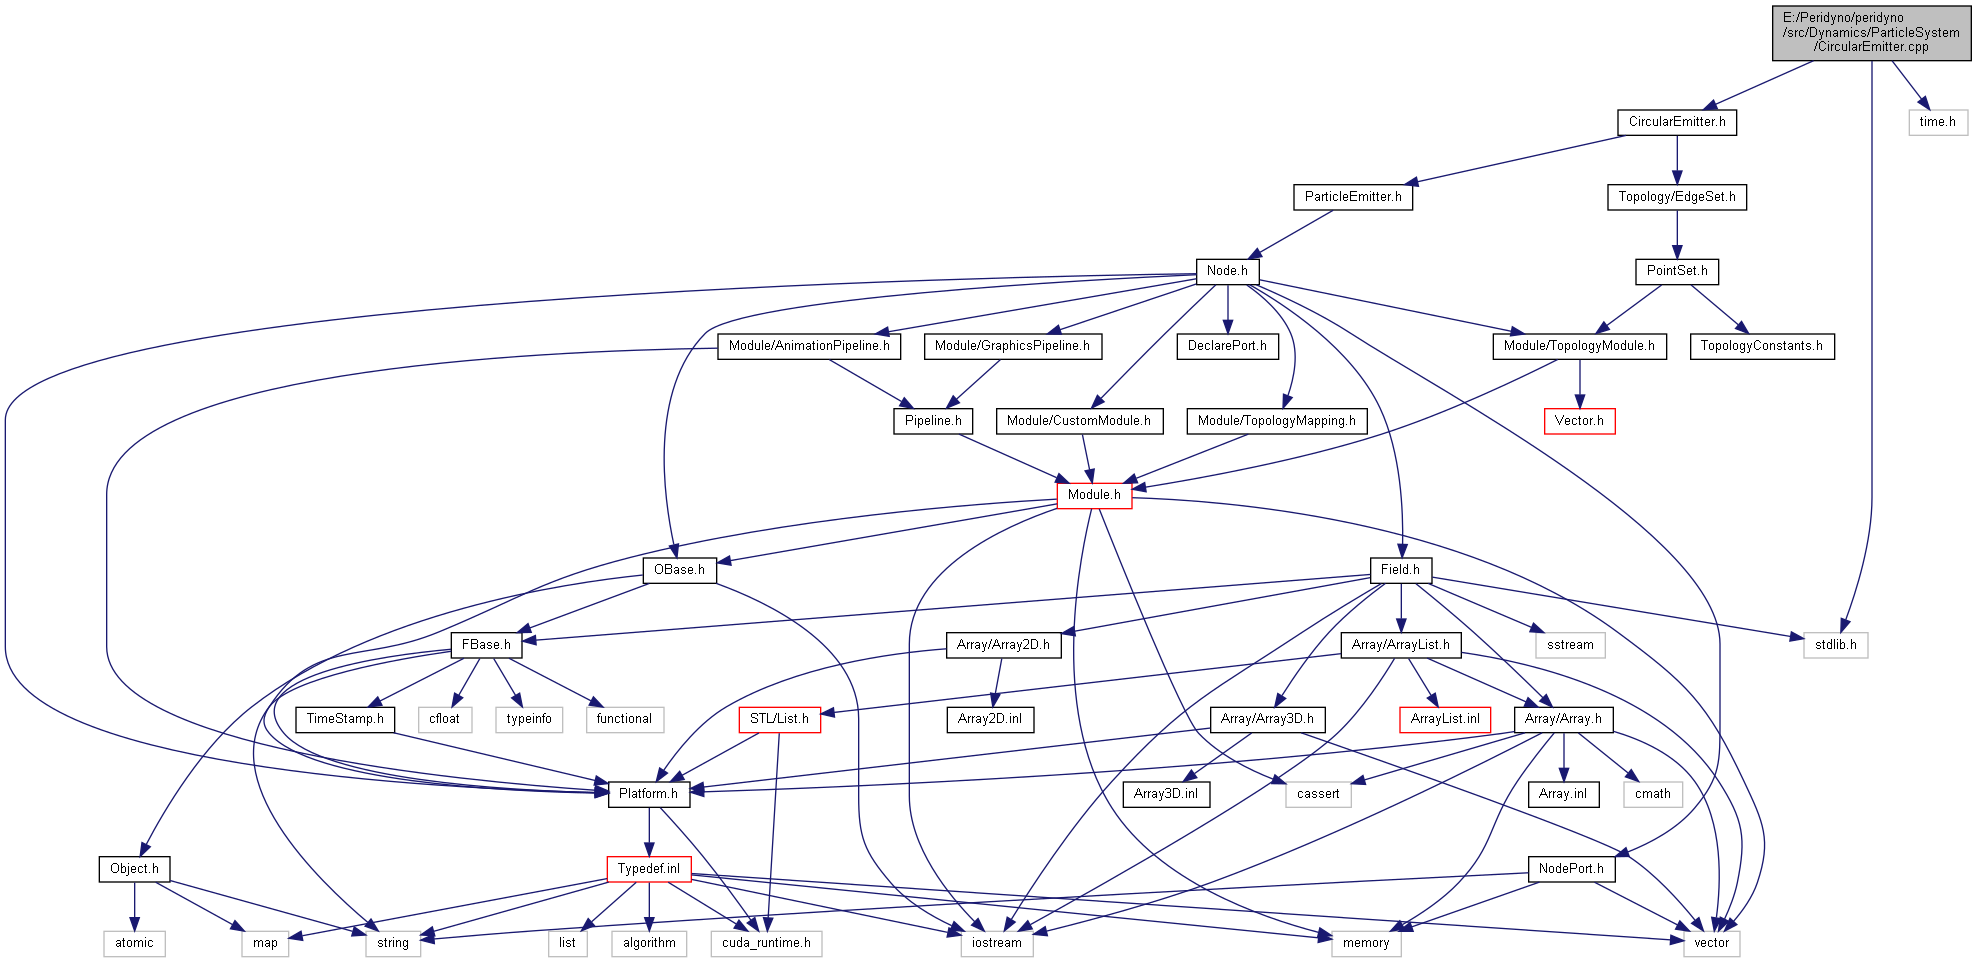 E:/Peridyno/peridyno
/src/Dynamics/ParticleSystem
/CircularEmitter.cpp
CircularEmitter.h
time.h
ParticleEmitter.h
Topology/EdgeSet.h
Node.h
PointSet.h
Module/AnimationPipeline.h
Module/GraphicsPipeline.h
DeclarePort.h
Module/TopologyModule.h
TopologyConstants.h
Pipeline.h
Module/CustomModule.h
Module/TopologyMapping.h
Vector.h
Module.h
OBase.h
Field.h
FBase.h
Array/Array2D.h
Array/ArrayList.h
sstream
stdlib.h
TimeStamp.h
cfloat
typeinfo
functional
STL/List.h
Array2D.inl
Array/Array3D.h
ArrayList.inl
Array/Array.h
Platform.h
Array3D.inl
cassert
Array.inl
cmath
Object.h
Typedef.inl
NodePort.h
atomic
map
string
list
algorithm
cuda_runtime.h
iostream
memory
vector